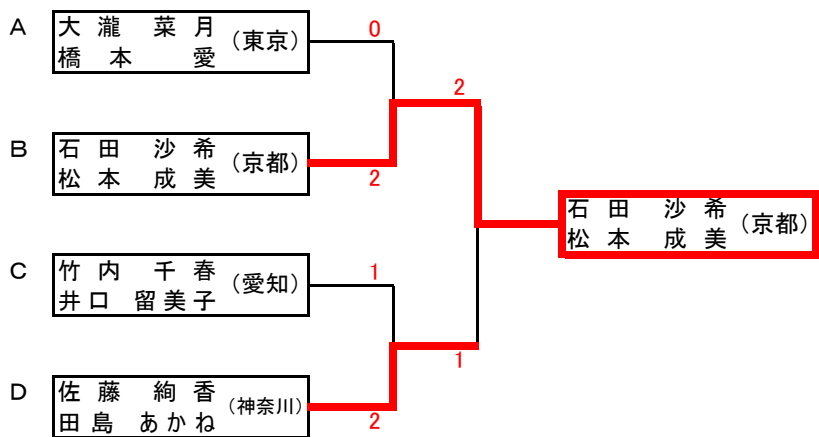 A 大瀧 菜月 (東京) 0
橋本 愛
2
B 石田 沙希 (京都)
松本 成美 2
石田 沙希 (京都)
松本 成美
C 竹内 千春 (愛知) 1
井口 留美子
1
D 佐藤 絢香 (神奈川)
田島 あかね 2